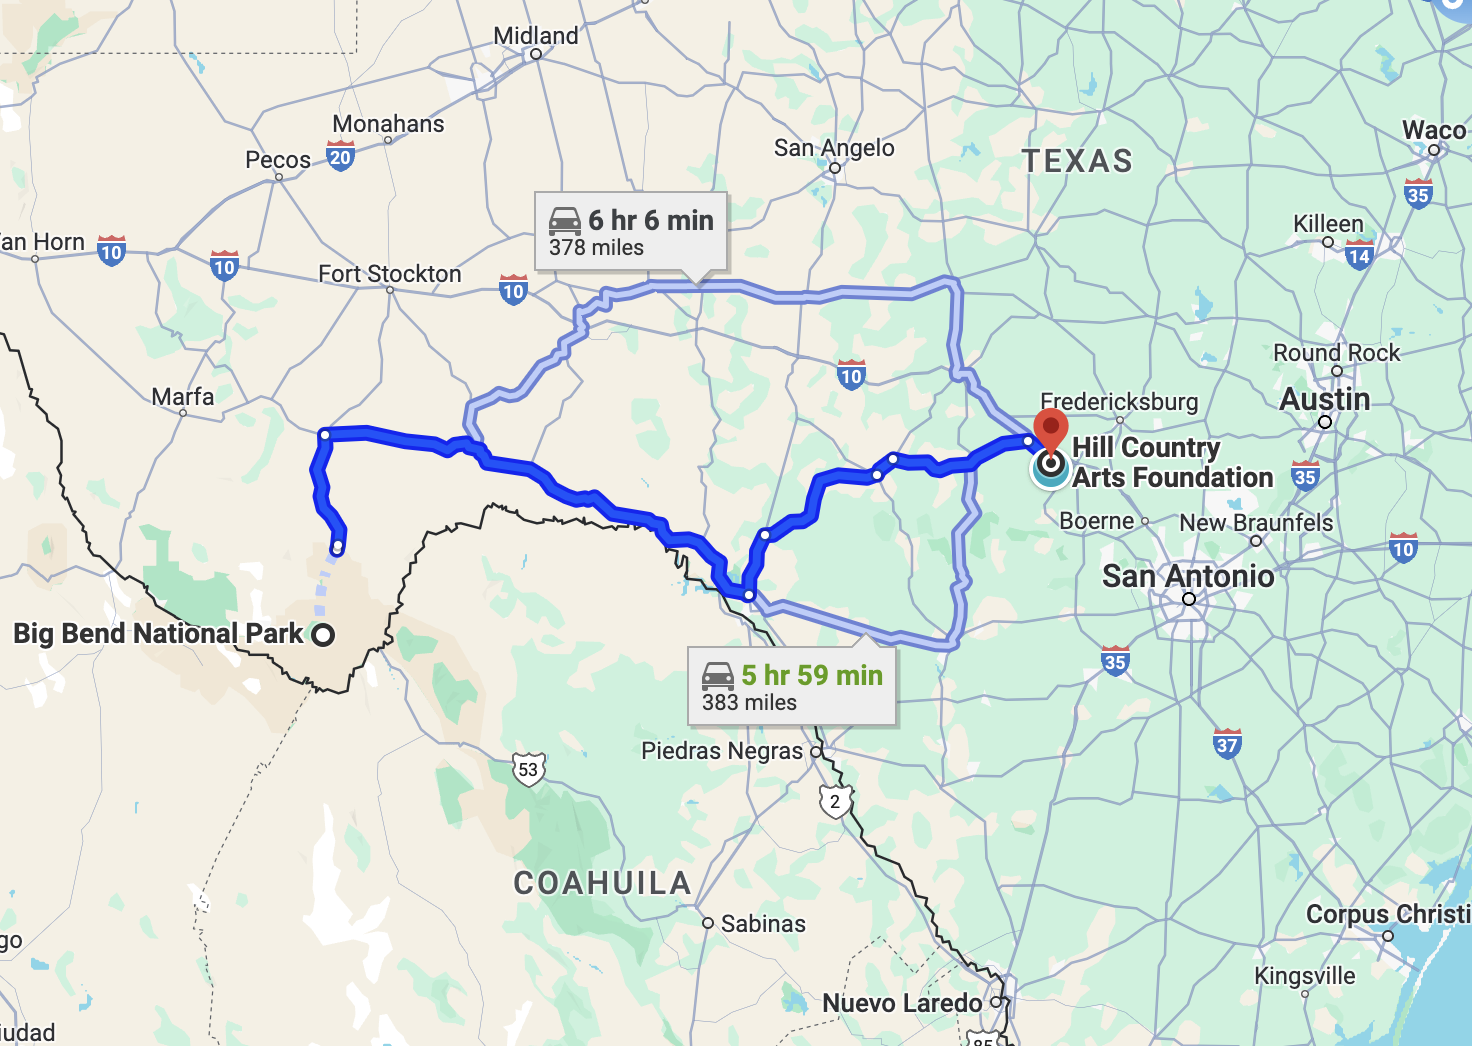 Midland
Monahans
Pecos
20
San Angelo
TEXAS
Waco
35
Killeen
14
an Horn
10
10
Fort Stockton
10
6 hr 6 min
378 miles
Round Rock
10
Marfa
Fredericksburg
Austin
Hill Country
Arts Foundation
35
Boerne
New Braunfels
10
San Antonio
Big Bend National Park
35
5 hr 59 min
383 miles
37
Piedras Negras
53
2
COAHUILA
Sabinas
Corpus Christi
go
Kingsville
Nuevo Laredo
iudad
85